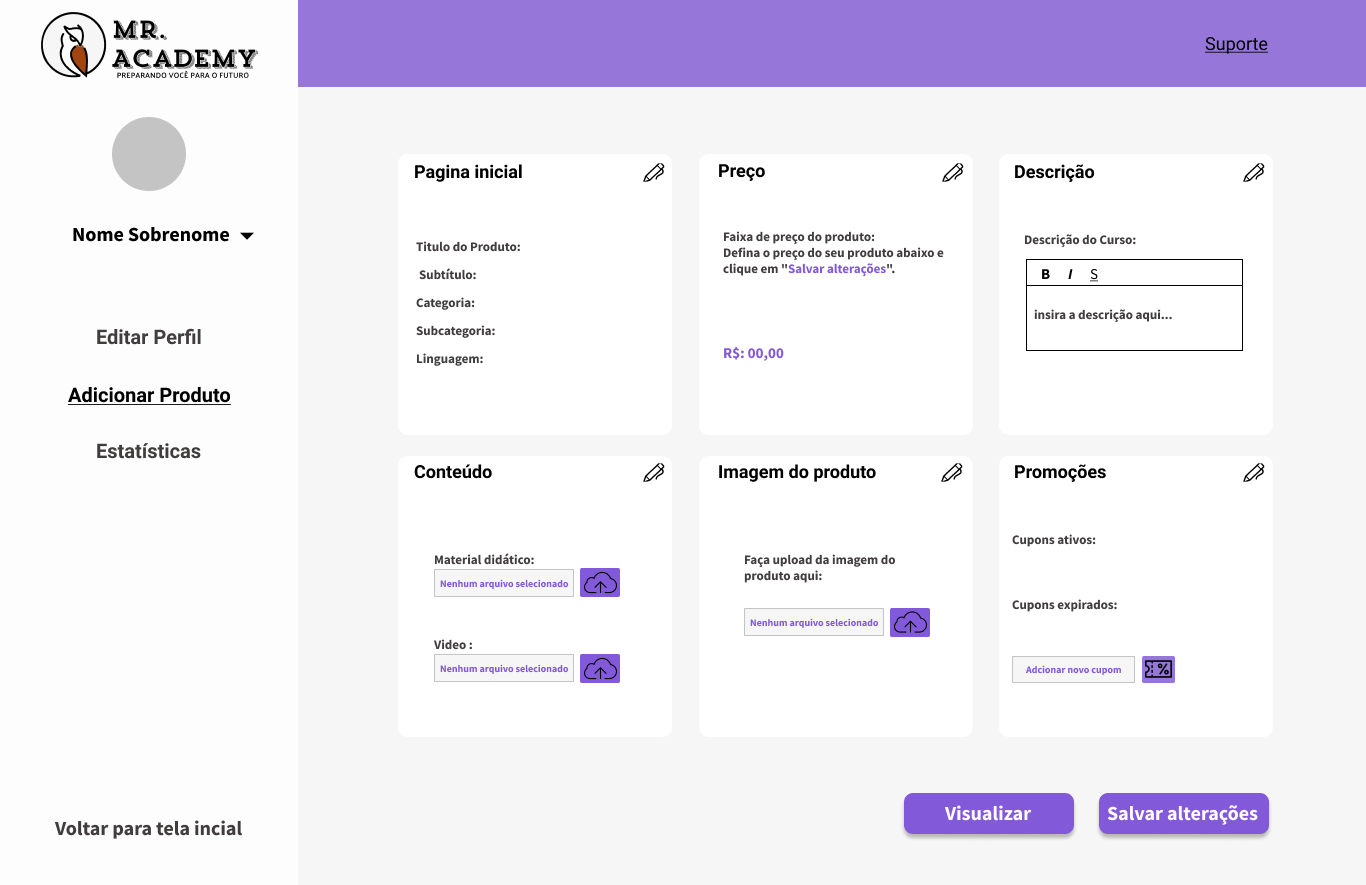 MR.
ACADEMY
PREPARANDO VOCÊ PARA O FUTURO
Suporte
Nome Sobrenome
Editar Perfil
Adicionar Produto
Estatísticas
Voltar para tela incial
Pagina inicial
Titulo do Produto:
Subtítulo:
Categoria:
Subcategoria:
Linguagem:
Preço
Faixa de preço do produto:
Defina o preço do seu produto abaixo e
clique em "Salvar alterações".
R$: 00,00
Descrição
Descrição do Curso:
B I S
insira a descrição aqui...
Conteúdo
Material didático:
Nenhum arquivo selecionado
Video :
Nenhum arquivo selecionado
Imagem do produto
Faça upload da imagem do
produto aqui:
Nenhum arquivo selecionado
Promoções
Cupons ativos:
Cupons expirados:
Adcionar novo cupom
%
Visualizar
Salvar alterações